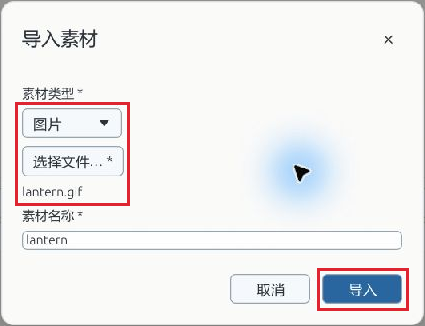 导入素材
×
素材类型 *
图片
选择文件... *
lantern.gif
素材名称 *
lantern
取消
导入